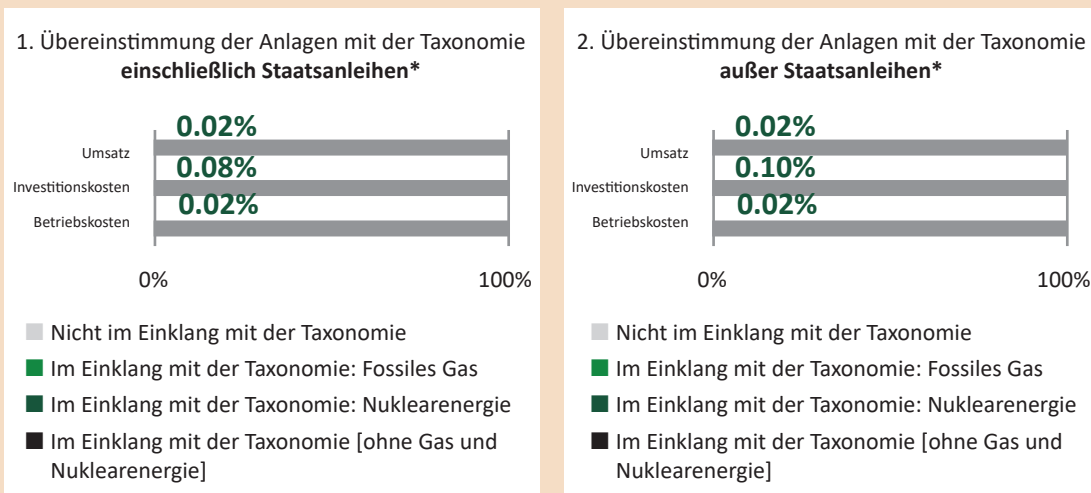 1. Übereinstimmung der Anlagen mit der Taxonomie
einschließlich Staatsanleihen*
0.02%
Umsatz
0.08%
Investitionskosten
0.02%
Betriebskosten
0% 100%
Nicht im Einklang mit der Taxonomie
Im Einklang mit der Taxonomie: Fossiles Gas
Im Einklang mit der Taxonomie: Nuklearenergie
Im Einklang mit der Taxonomie [ohne Gas und
Nuklearenergie]
2. Übereinstimmung der Anlagen mit der Taxonomie
außer Staatsanleihen*
0.02%
Umsatz
0.10%
Investitionskosten
0.02%
Betriebskosten
0% 100%
Nicht im Einklang mit der Taxonomie
Im Einklang mit der Taxonomie: Fossiles Gas
Im Einklang mit der Taxonomie: Nuklearenergie
Im Einklang mit der Taxonomie [ohne Gas und
Nuklearenergie]